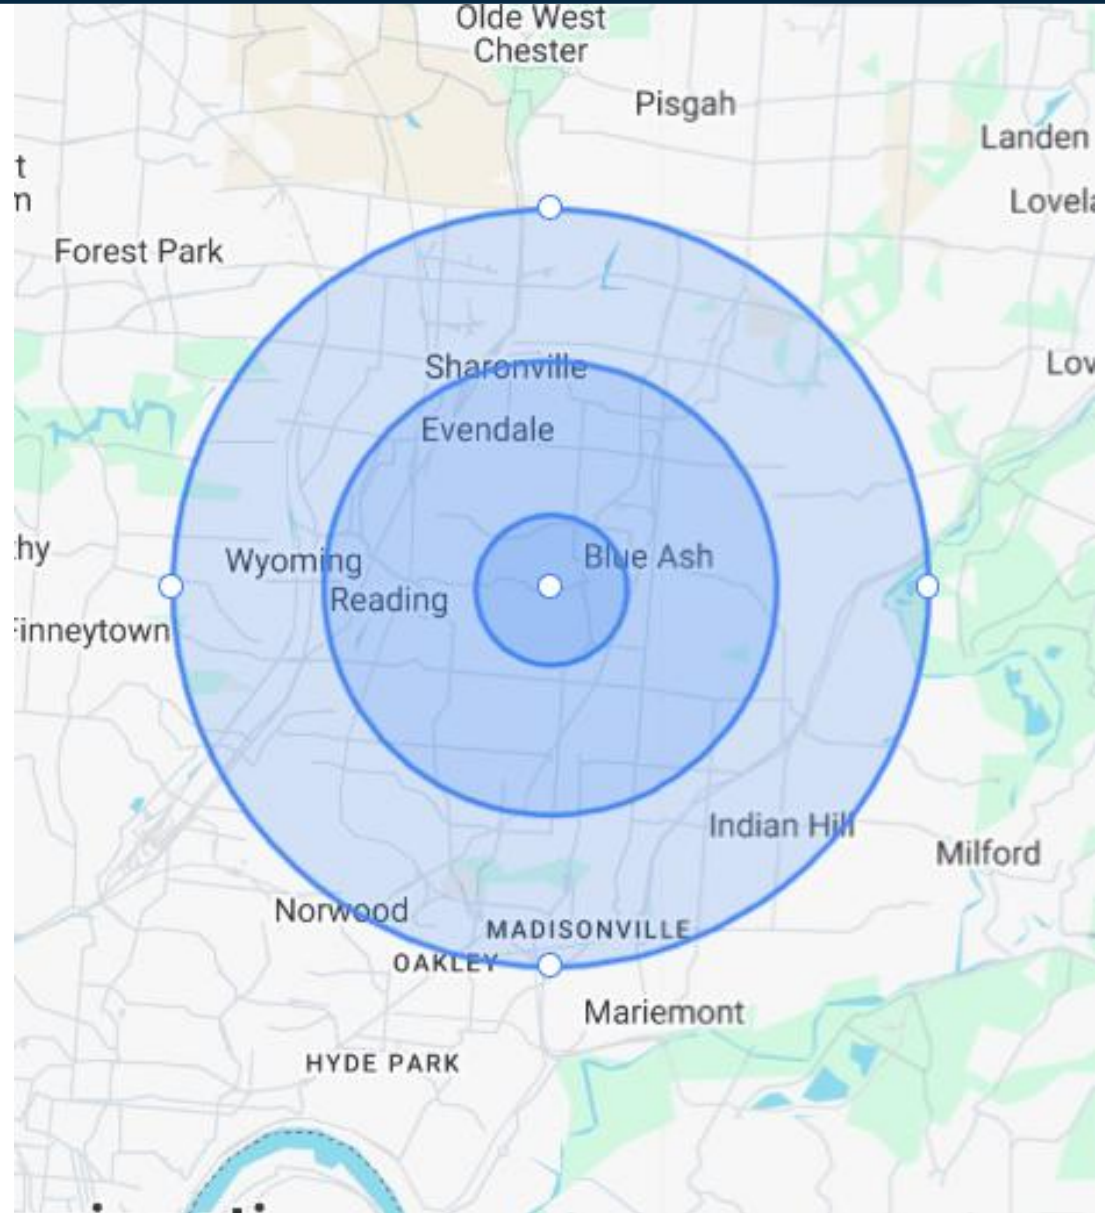 Olde West
Chester
Pisgah
Landen
Forest Park
Sharonville
Evendale
Wyoming
Blue Ash
Reading
Finneytown
Indian Hill
Milford
Norwood
MADISONVILLE
OAKLEY
Mariemont
HYDE PARK